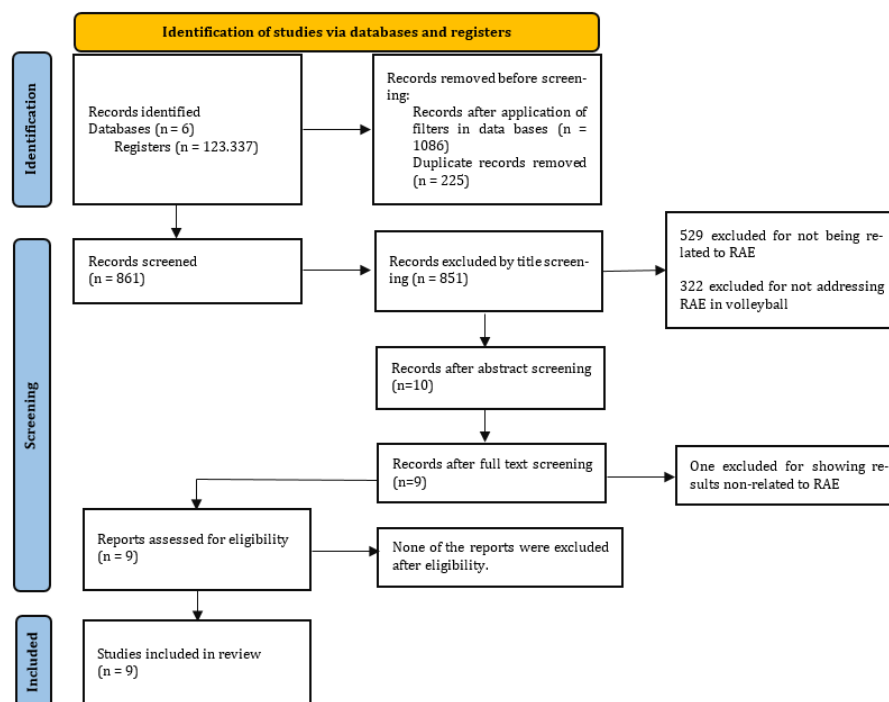 Identification of studies via databases and registers
Identification
Records identified
Databases (n = 6)
Registers (n = 123.337)
Records removed before screen-
ing:
Records after application of
filters in data bases (n =
1086)
Duplicate records removed
(n = 225)
Screening
Records screened
(n = 861)
Records excluded by title screen-
ing (n = 851)
529 excluded for not being re-
lated to RAE
322 excluded for not addressing
RAE in volleyball
Records after abstract screening
(n=10)
Records after full text screening
(n=9)
One excluded for showing re-
sults non-related to RAE
Reports assessed for eligibility
(n = 9)
None of the reports were excluded
after eligibility.
Included
Studies included in review
(n = 9)